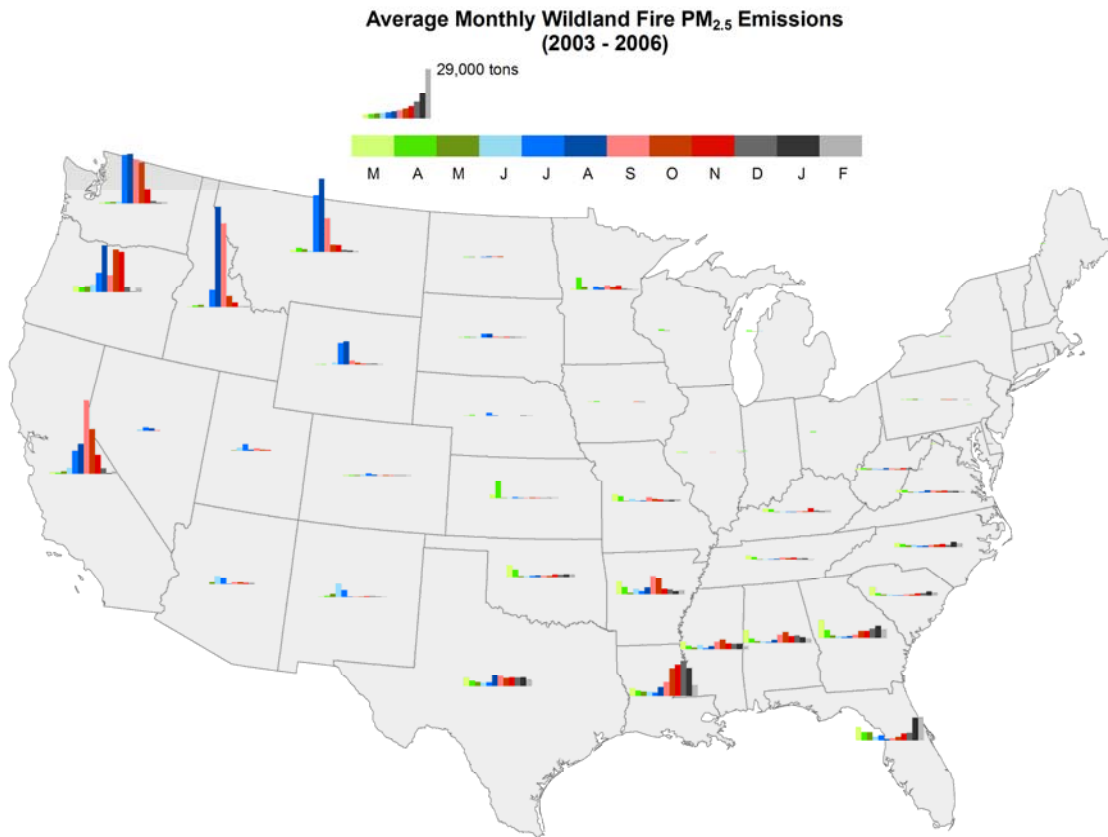 Average Monthly Wildland Fire PM2.5 Emissions
(2003 - 2006)
29,000 tons
M A M J J A S O N D J F